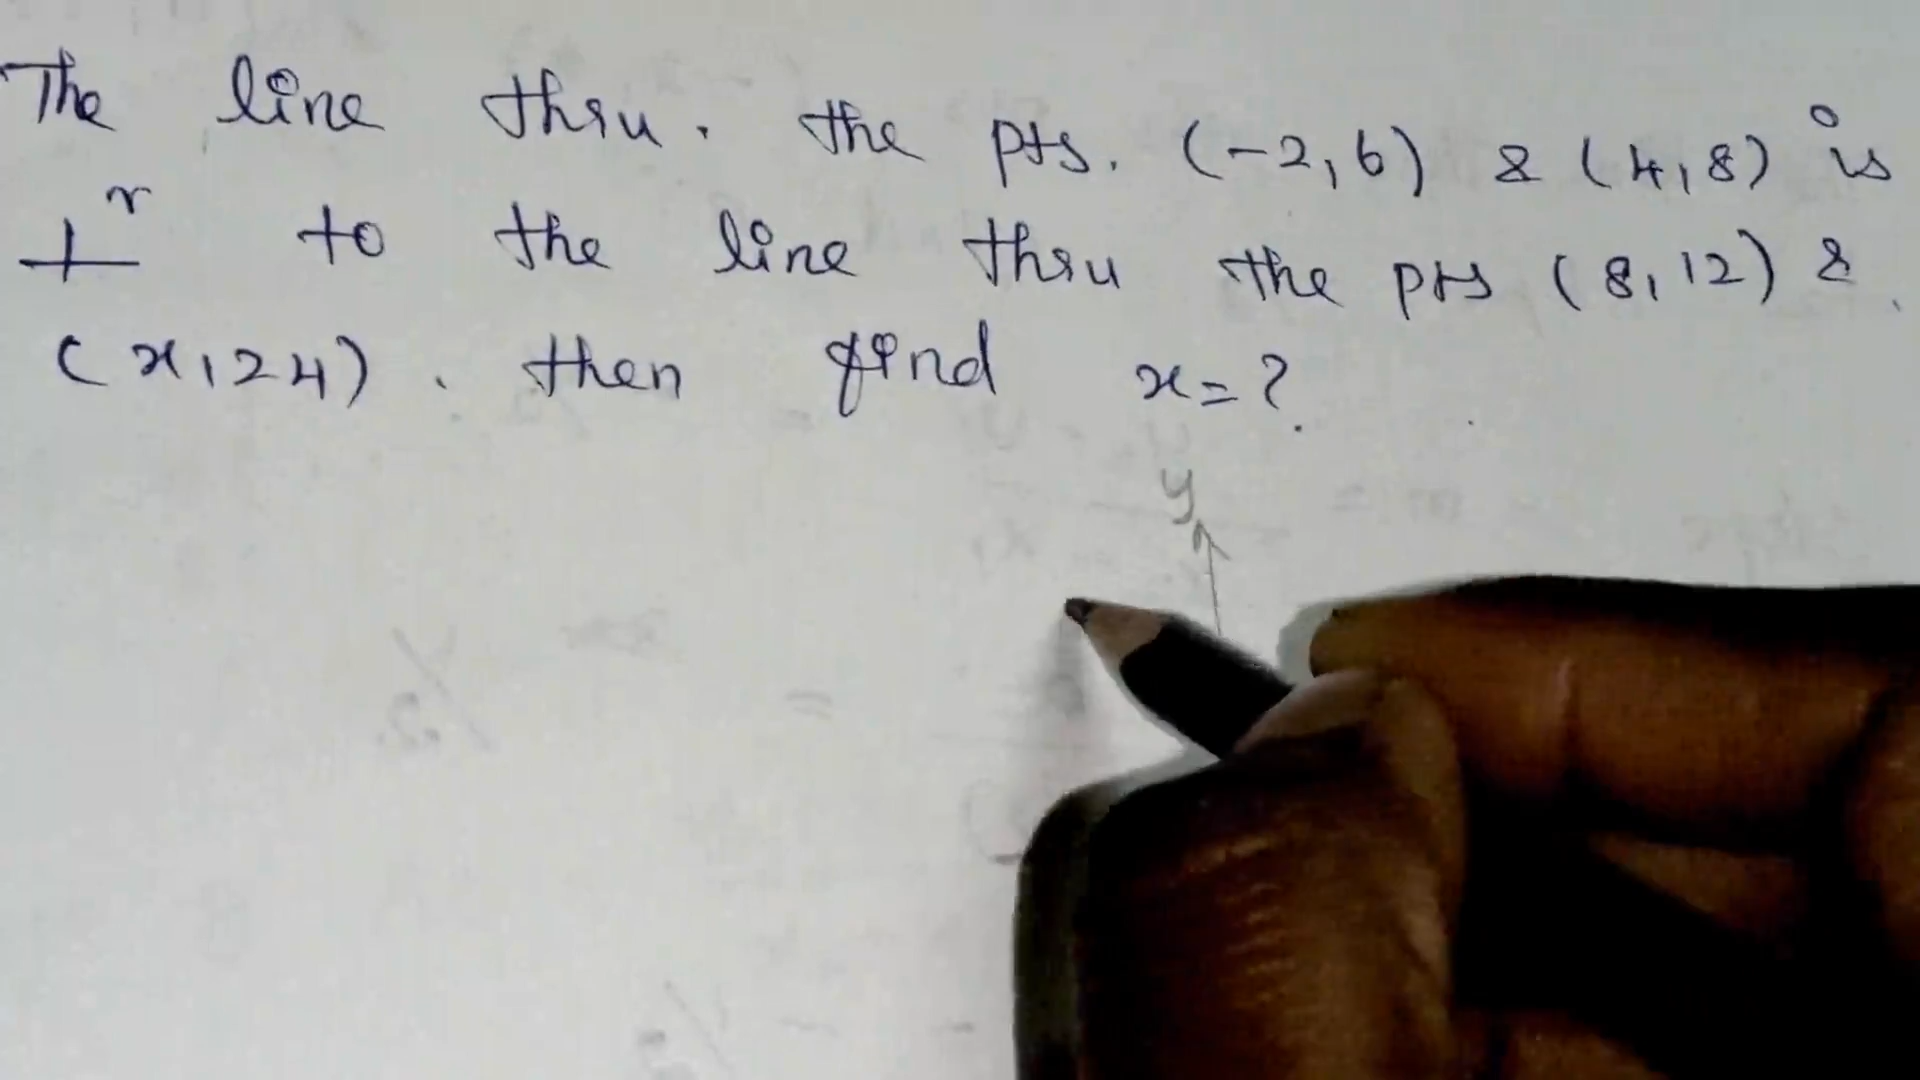 The line thru. the pts. (-2,6) & (4,8) is
⊥r to the line thru the pts (8,12) &
(x,24). then find x=?
y